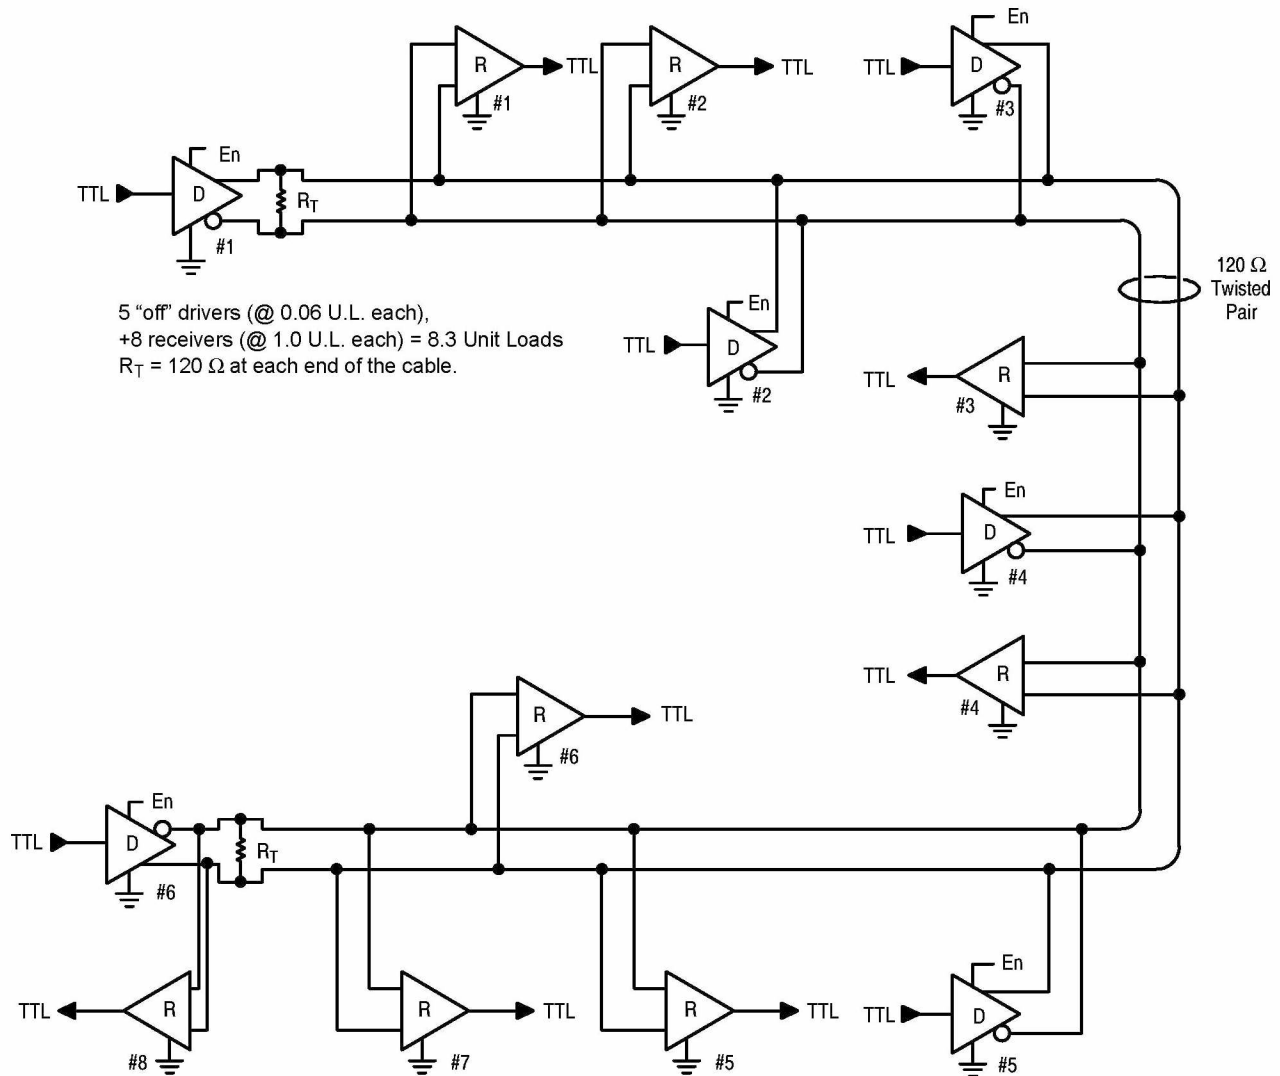 En
TTL
R
TTL
#1
R
TTL
#2
TTL
D
#3
En
TTL
D
#1
RT
120 Ω
Twisted
Pair
5 “off” drivers (@ 0.06 U.L. each),
+8 receivers (@ 1.0 U.L. each) = 8.3 Unit Loads
RT = 120 Ω at each end of the cable.
En
TTL
D
#2
TTL
R
#3
En
TTL
D
#4
TTL
R
#4
R
TTL
#6
En
TTL
D
#6
RT
TTL
R
#8
R
TTL
#7
R
TTL
#5
En
TTL
D
#5